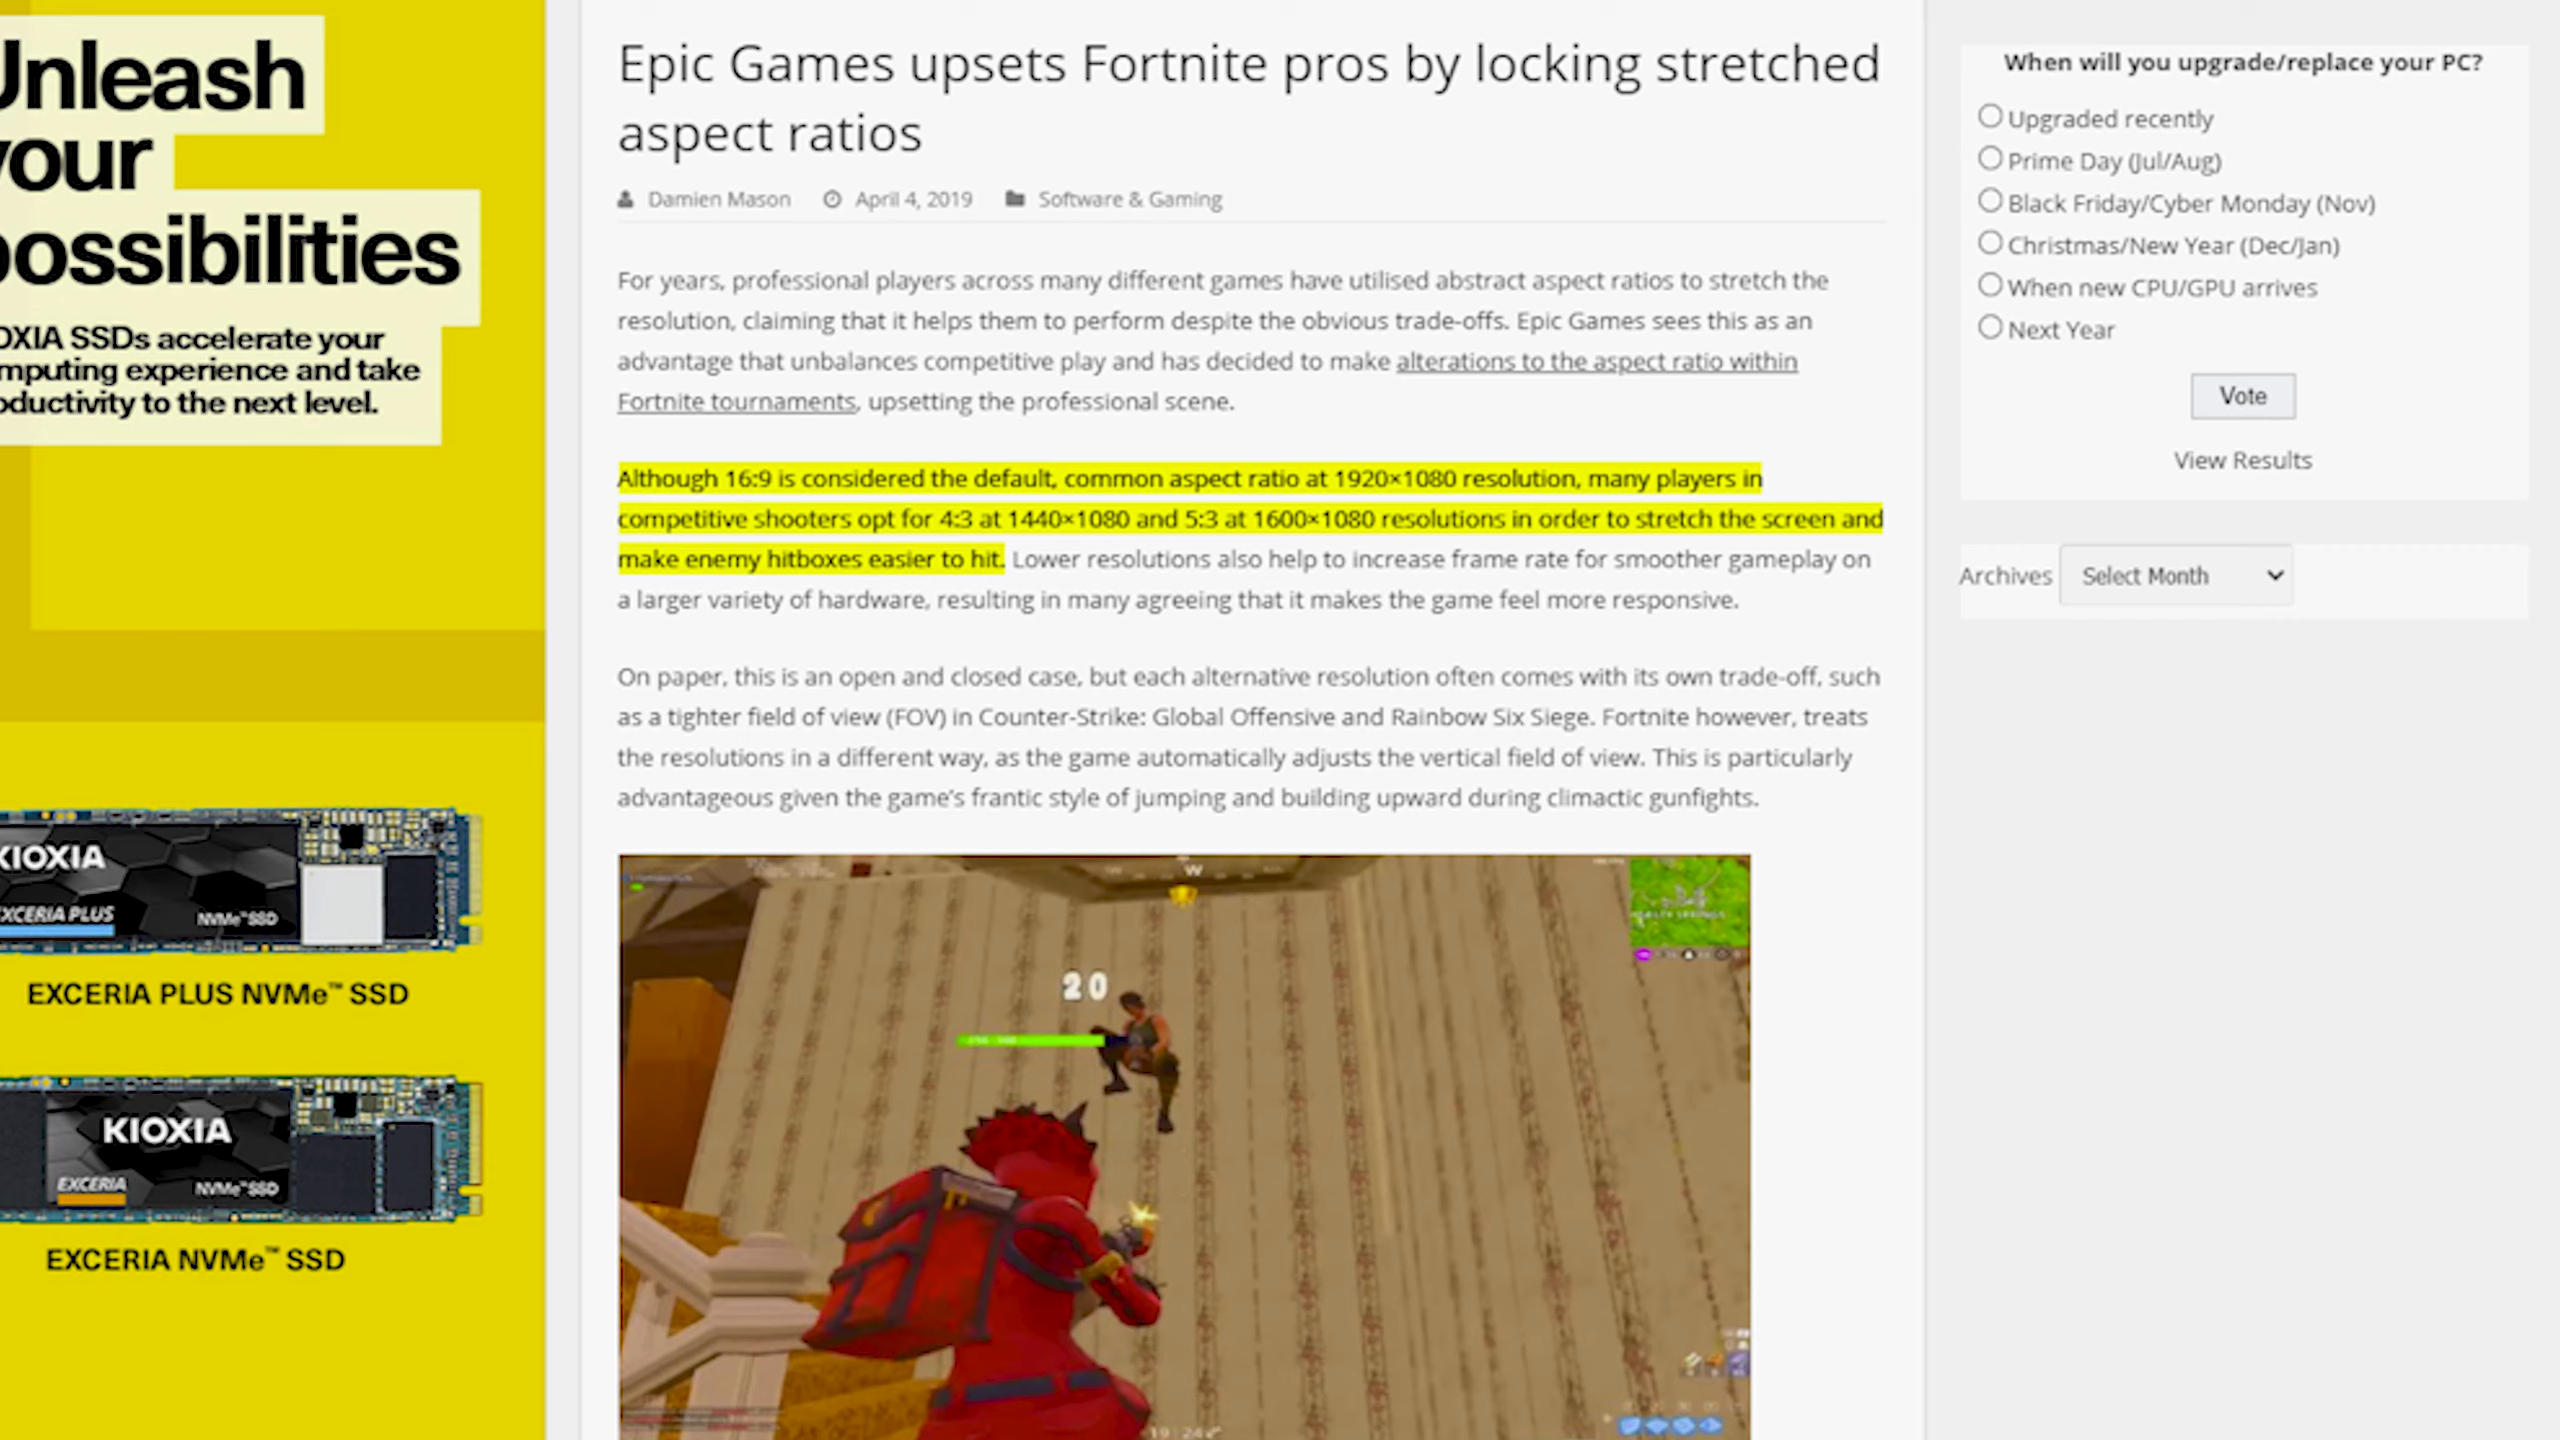 Unleash
your
possibilities
KIOXIA SSDs accelerate your
computing experience and take
productivity to the next level.
KIOXIA
EXCERIA PLUS
NVMe™SSD
EXCERIA PLUS NVMe™ SSD
KIOXIA
EXCERIA
NVMe™SSD
EXCERIA NVMe™ SSD
Epic Games upsets Fortnite pros by locking stretched
aspect ratios
Damien Mason April 4, 2019 Software & Gaming
For years, professional players across many different games have utilised abstract aspect ratios to stretch the
resolution, claiming that it helps them to perform despite the obvious trade-offs. Epic Games sees this as an
advantage that unbalances competitive play and has decided to make alterations to the aspect ratio within
Fortnite tournaments, upsetting the professional scene.
Although 16:9 is considered the default, common aspect ratio at 1920×1080 resolution, many players in
competitive shooters opt for 4:3 at 1440×1080 and 5:3 at 1600×1080 resolutions in order to stretch the screen and
make enemy hitboxes easier to hit. Lower resolutions also help to increase frame rate for smoother gameplay on
a larger variety of hardware, resulting in many agreeing that it makes the game feel more responsive.
On paper, this is an open and closed case, but each alternative resolution often comes with its own trade-off, such
as a tighter field of view (FOV) in Counter-Strike: Global Offensive and Rainbow Six Siege. Fortnite however, treats
the resolutions in a different way, as the game automatically adjusts the vertical field of view. This is particularly
advantageous given the game's frantic style of jumping and building upward during climactic gunfights.
W
20
When will you upgrade/replace your PC?
Upgraded recently
Prime Day (Jul/Aug)
Black Friday/Cyber Monday (Nov)
Christmas/New Year (Dec/Jan)
When new CPU/GPU arrives
Next Year
Vote
View Results
Archives Select Month